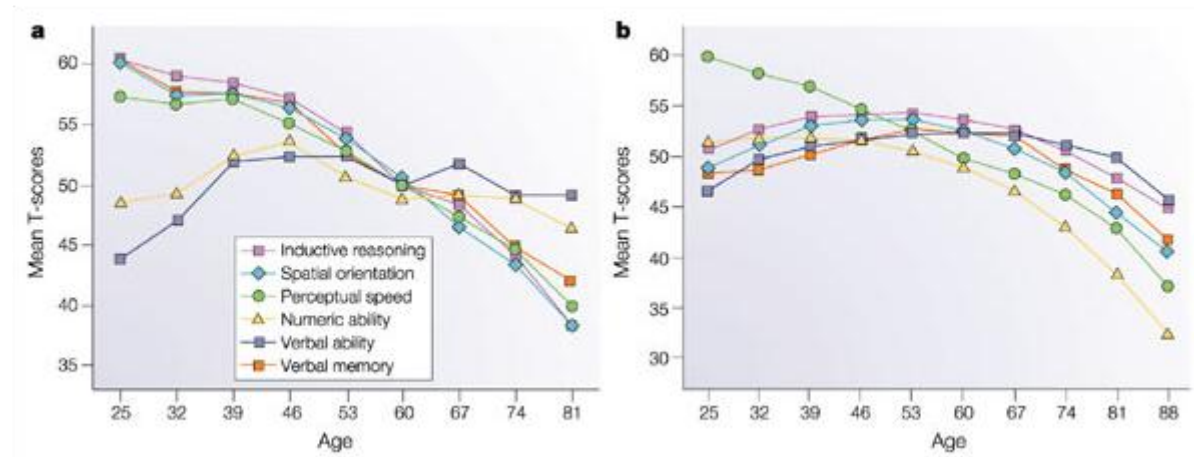 a
60
55
50
45
40
35
Mean T-scores
Inductive reasoning
Spatial orientation
Perceptual speed
Numeric ability
Verbal ability
Verbal memory
25 32 39 46 53 60 67 74 81
Age
b
60
55
50
45
40
35
30
Mean T-scores
25 32 39 46 53 60 67 74 81 88
Age